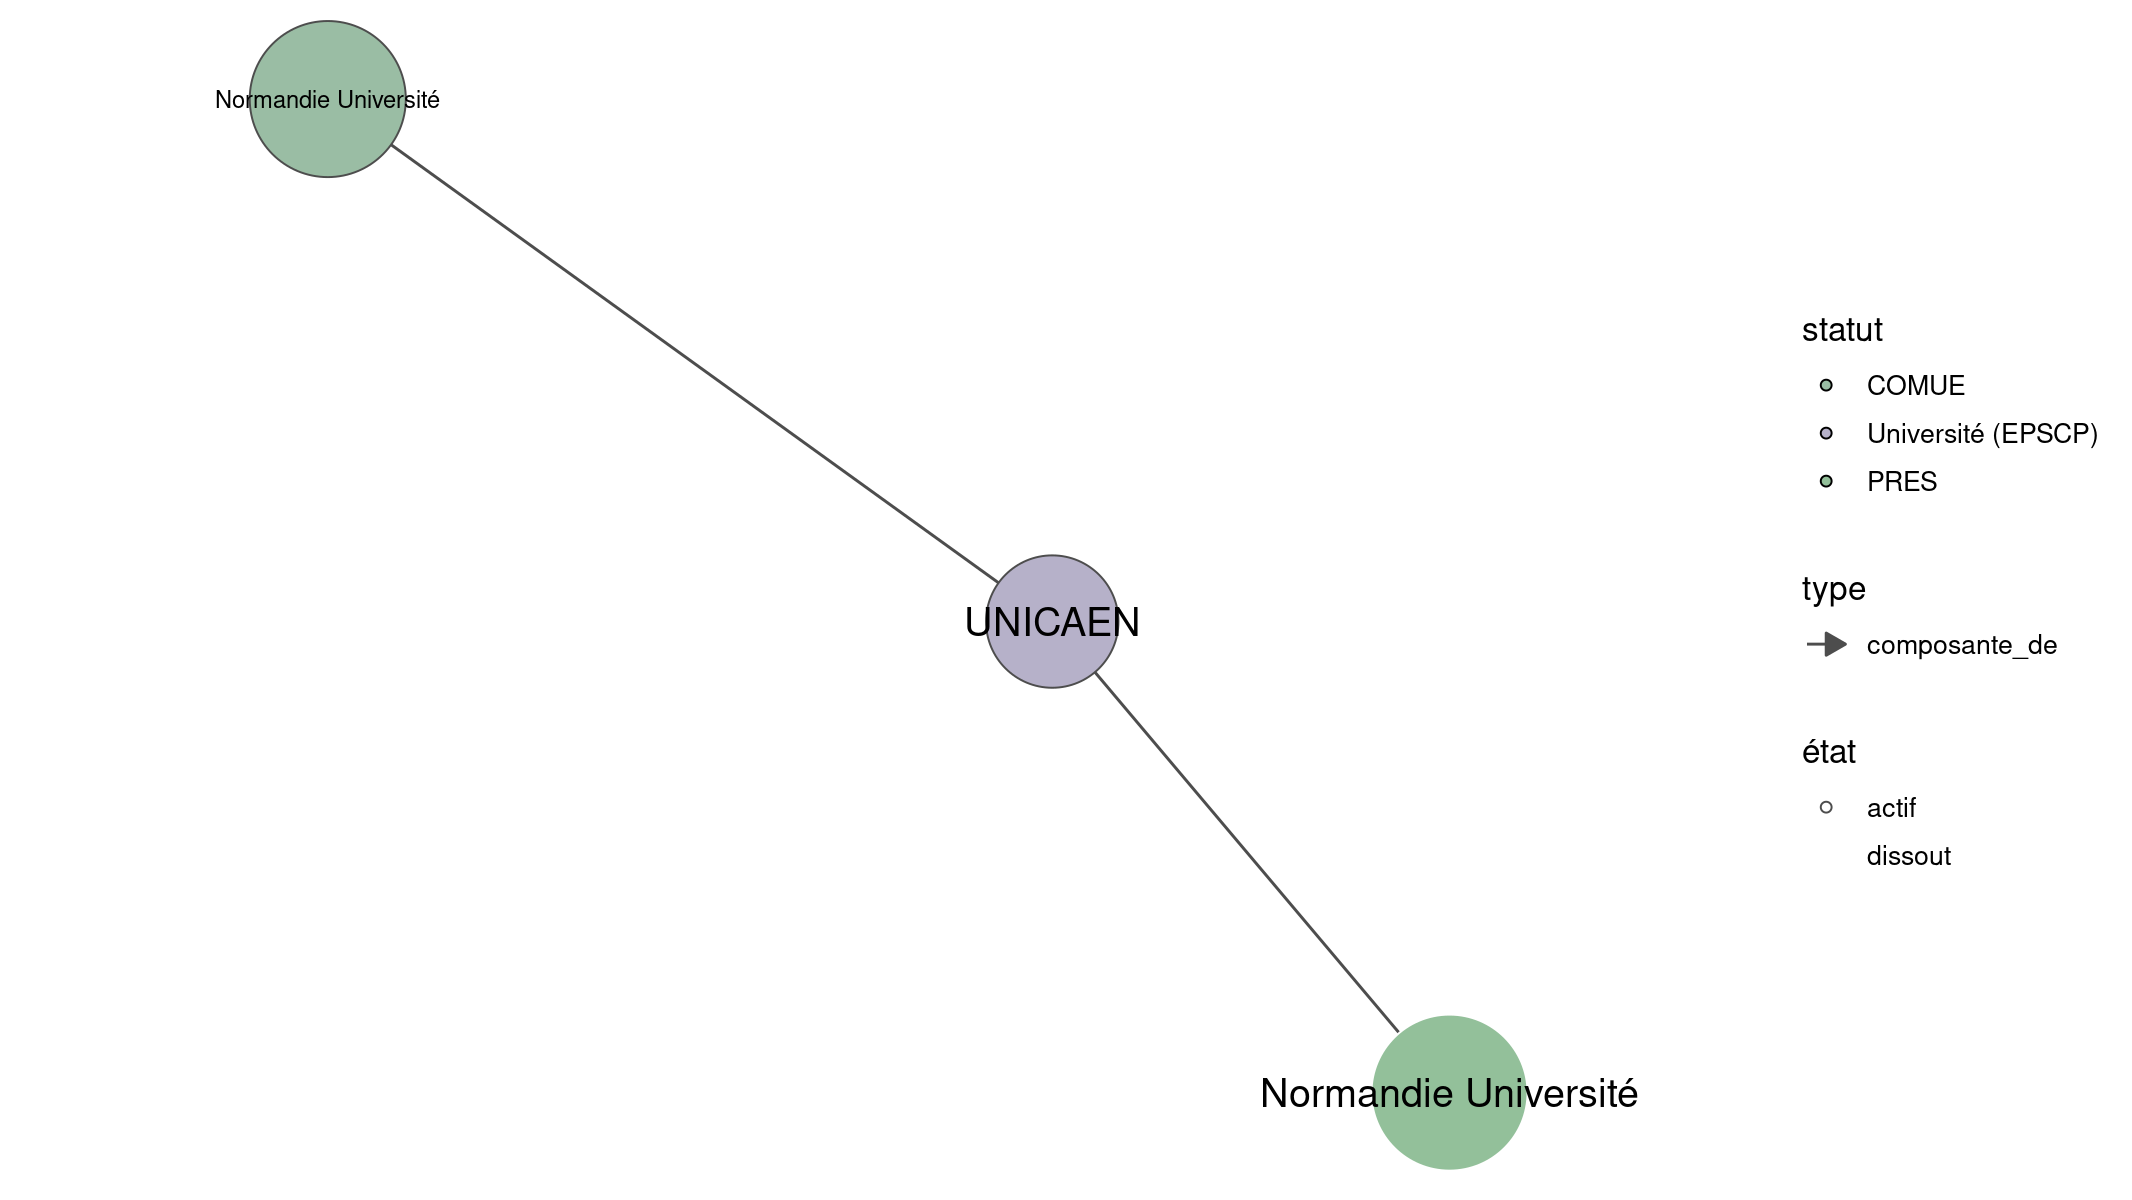 Normandie Université
UNICAEN
Normandie Université
statut
COMUE
Université (EPSCP)
PRES
type
composante_de
état
actif
dissout